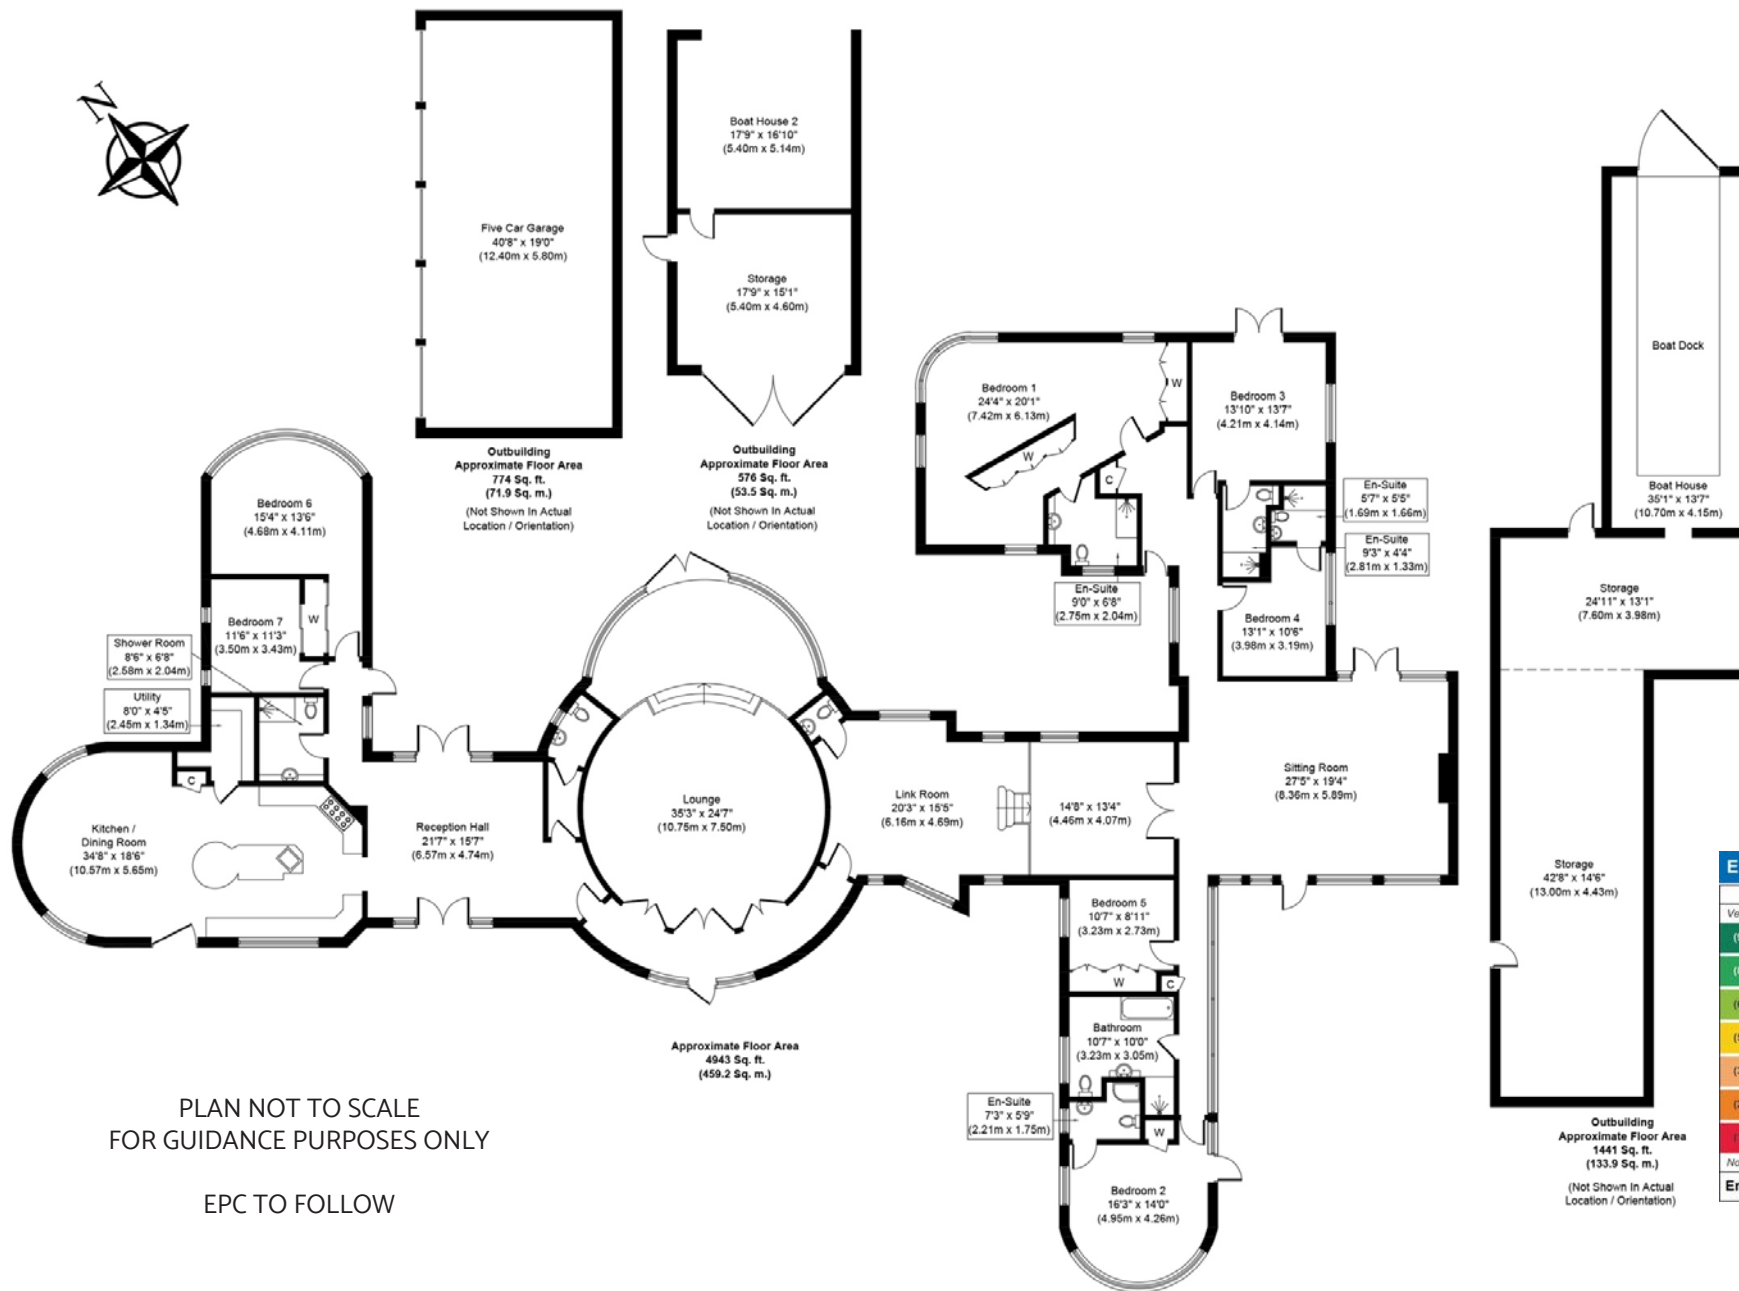 N
Five Car Garage
40'8" x 19'0"
(12.40m x 5.80m)
Outbuilding
Approximate Floor Area
774 Sq. ft.
(71.9 Sq. m.)
(Not Shown In Actual
Location / Orientation)
Boat House 2
17'9" x 16'10"
(5.40m x 5.14m)
Storage
17'9" x 15'1"
(5.40m x 4.60m)
Outbuilding
Approximate Floor Area
576 Sq. ft.
(53.5 Sq. m.)
(Not Shown In Actual
Location / Orientation)
Bedroom 1
24'4" x 20'1"
(7.42m x 6.13m)
W
W
C
Bedroom 3
13'10" x 13'7"
(4.21m x 4.14m)
En-Suite
5'7" x 5'5"
(1.69m x 1.66m)
En-Suite
9'3" x 4'4"
(2.81m x 1.33m)
En-Suite
9'0" x 6'8"
(2.75m x 2.04m)
Bedroom 4
13'1" x 10'6"
(3.98m x 3.19m)
Boat Dock
Boat House
35'1" x 13'7"
(10.70m x 4.15m)
Storage
24'11" x 13'1"
(7.60m x 3.98m)
Storage
42'8" x 14'6"
(13.00m x 4.43m)
Outbuilding
Approximate Floor Area
1441 Sq. ft.
(133.9 Sq. m.)
(Not Shown In Actual
Location / Orientation)
Bedroom 6
15'4" x 13'6"
(4.68m x 4.11m)
Bedroom 7
11'6" x 11'3"
(3.50m x 3.43m)
W
Shower Room
8'6" x 6'8"
(2.58m x 2.04m)
Utility
8'0" x 4'5"
(2.45m x 1.34m)
C
Kitchen /
Dining Room
34'8" x 18'6"
(10.57m x 5.65m)
Reception Hall
21'7" x 15'7"
(6.57m x 4.74m)
Lounge
35'3" x 24'7"
(10.75m x 7.50m)
Link Room
20'3" x 15'5"
(6.16m x 4.69m)
14'8" x 13'4"
(4.46m x 4.07m)
Sitting Room
27'5" x 19'4"
(8.36m x 5.89m)
Bedroom 5
10'7" x 8'11"
(3.23m x 2.73m)
W
C
Bathroom
10'7" x 10'0"
(3.23m x 3.05m)
En-Suite
7'3" x 5'9"
(2.21m x 1.75m)
W
Bedroom 2
16'3" x 14'0"
(4.95m x 4.26m)
Approximate Floor Area
4943 Sq. ft.
(459.2 Sq. m.)
PLAN NOT TO SCALE
FOR GUIDANCE PURPOSES ONLY
EPC TO FOLLOW